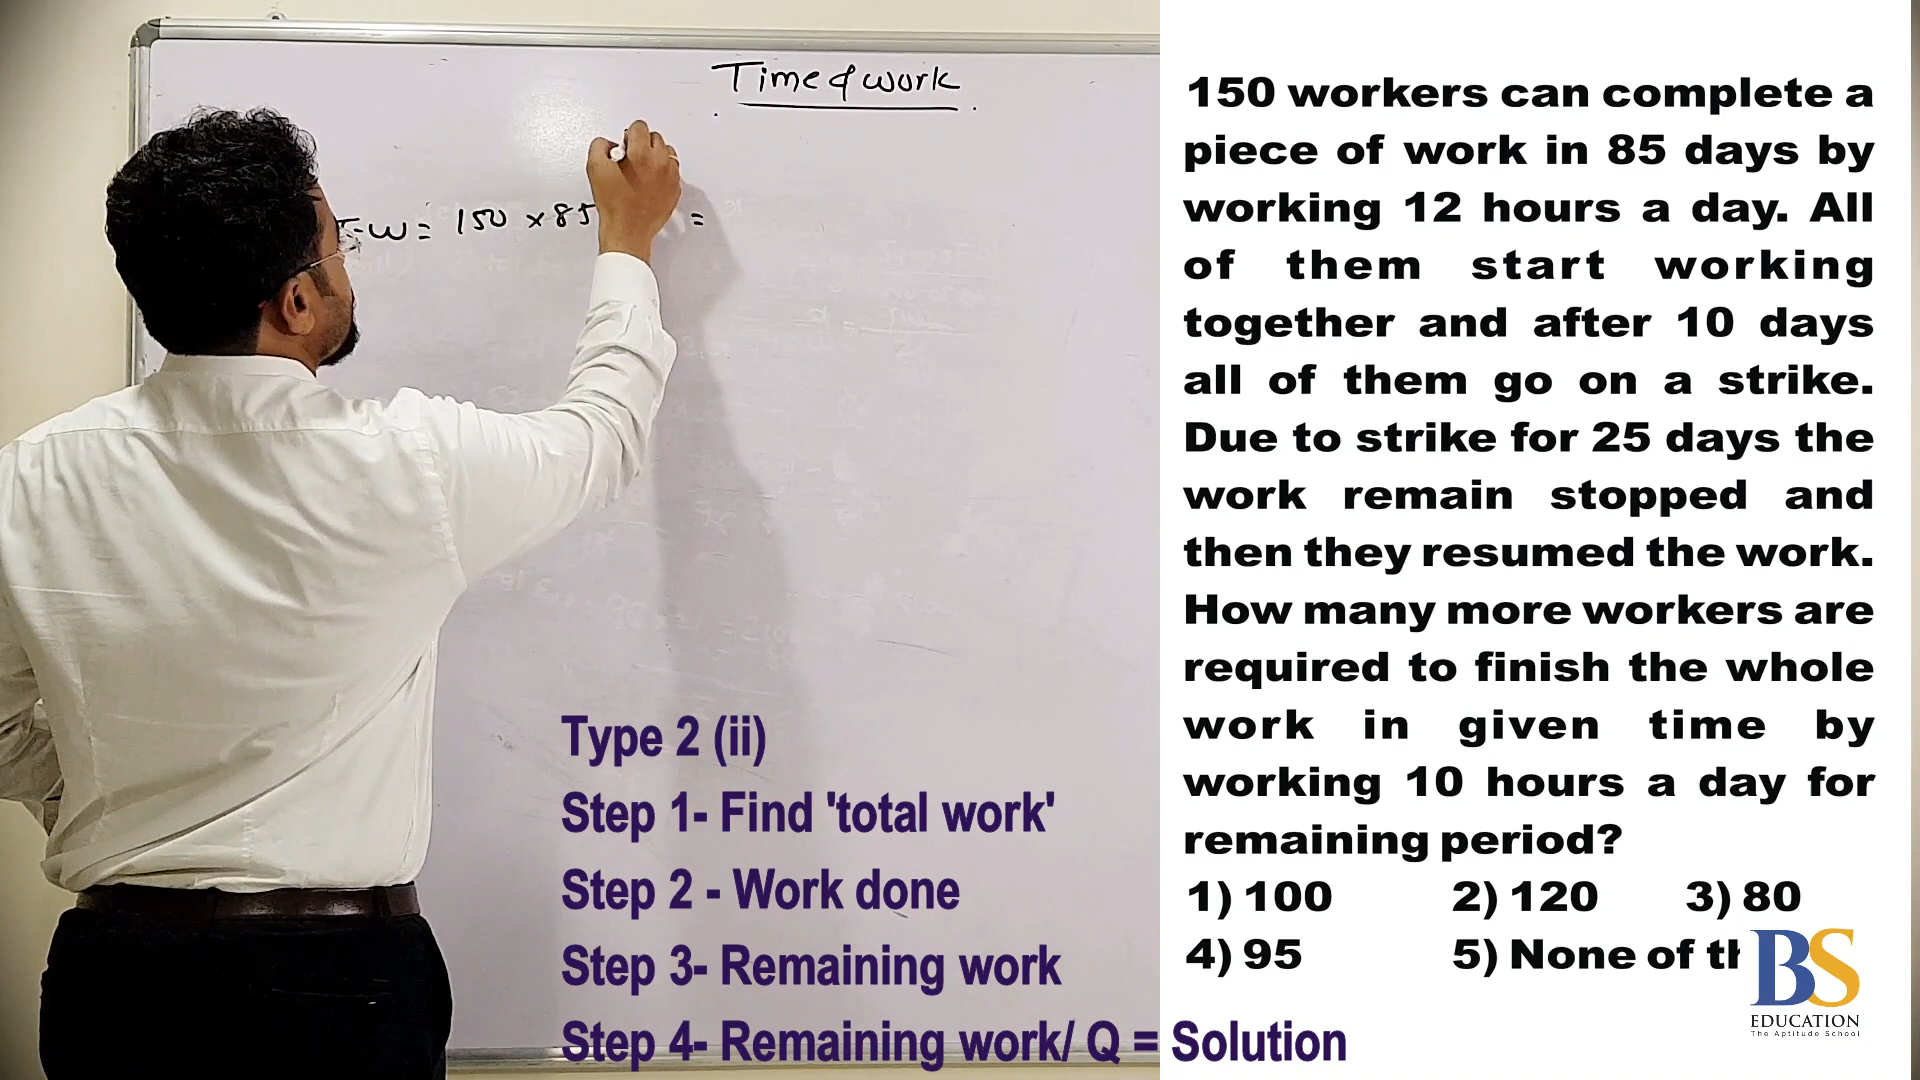 Time & work
T-W = 150 × 85 =
150 workers can complete a
piece of work in 85 days by
working 12 hours a day. All
of them start working
together and after 10 days
all of them go on a strike.
Due to strike for 25 days the
work remain stopped and
then they resumed the work.
How many more workers are
required to finish the whole
work in given time by
working 10 hours a day for
remaining period?
1) 100 2) 120 3) 80
4) 95 5) None of th
BS
EDUCATION
The Aptitude School
Type 2 (ii)
Step 1- Find 'total work'
Step 2 - Work done
Step 3- Remaining work
Step 4- Remaining work/ Q = Solution